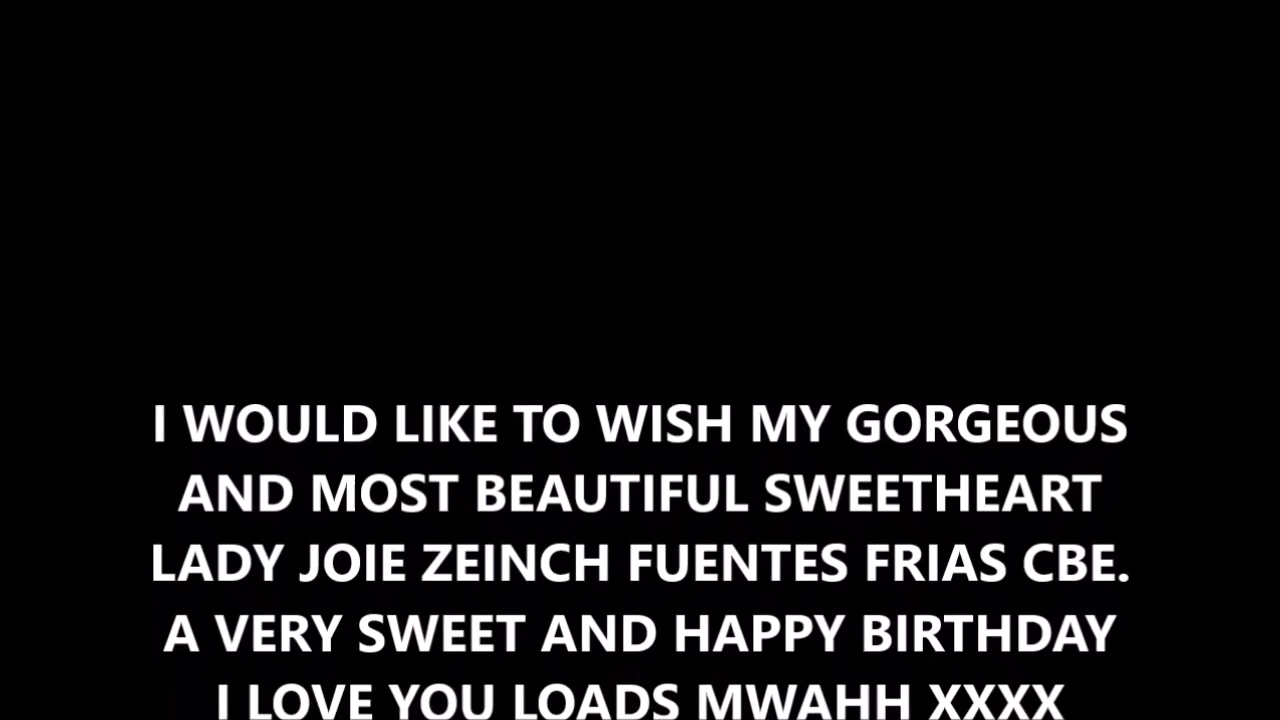 I WOULD LIKE TO WISH MY GORGEOUS
AND MOST BEAUTIFUL SWEETHEART
LADY JOIE ZEINCH FUENTES FRIAS CBE.
A VERY SWEET AND HAPPY BIRTHDAY
I LOVE YOU LOADS MWAHH XXXX